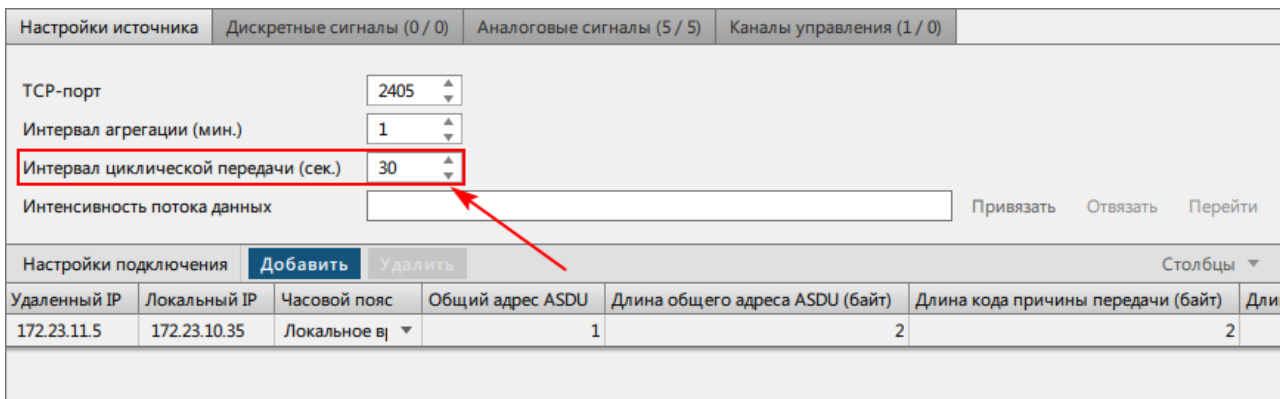 Настройки источника Дискретные сигналы (0 / 0) Аналоговые сигналы (5 / 5) Каналы управления (1 / 0)
TCP-порт 2405
Интервал агрегации (мин.) 1
Интервал циклической передачи (сек.) 30
Интенсивность потока данных Привязать Отвязать Перейти
Настройки подключения Добавить Удалить Столбцы
Удаленный IP Локальный IP Часовой пояс Общий адрес ASDU Длина общего адреса ASDU (байт) Длина кода причины передачи (байт) Дли
172.23.11.5 172.23.10.35 Локальное вр 1 2 2